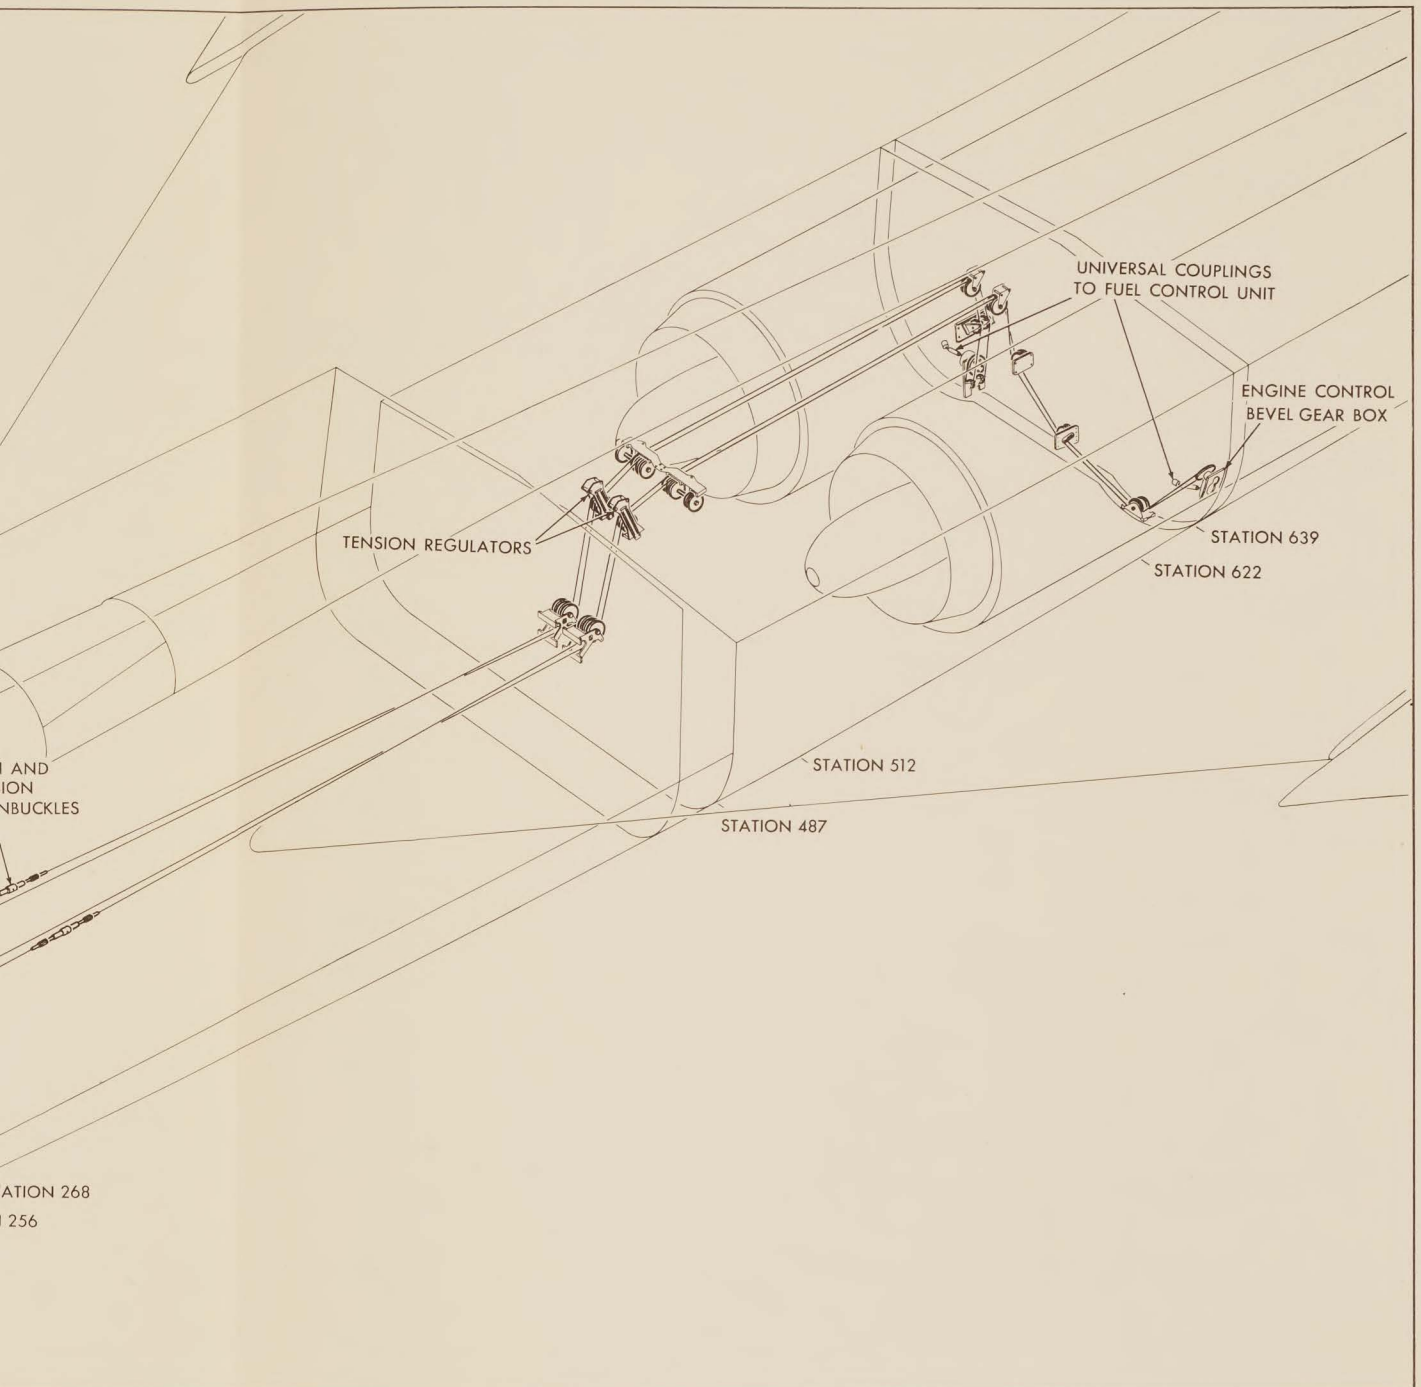 UNIVERSAL COUPLINGS
TO FUEL CONTROL UNIT
ENGINE CONTROL
BEVEL GEAR BOX
TENSION REGULATORS
STATION 639
STATION 622
STATION 512
AND
NBUCKLES
STATION 487
ATION 268
256